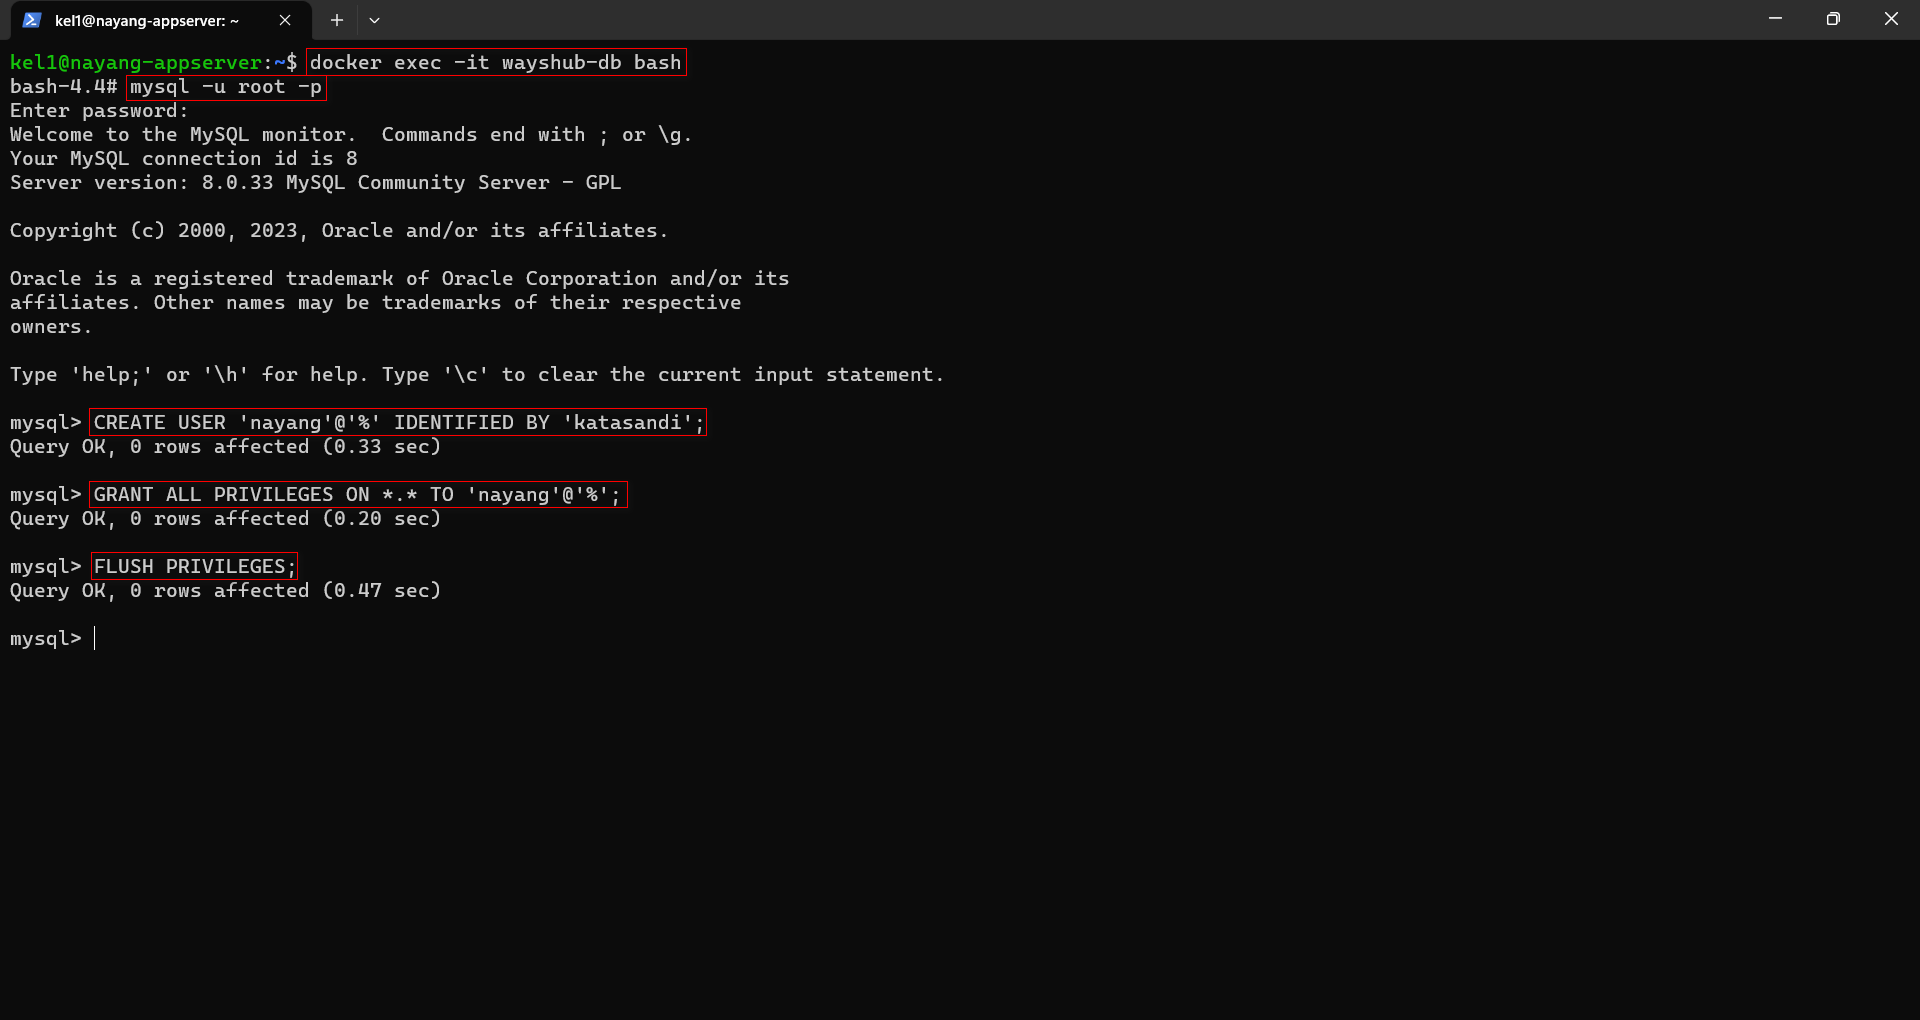 kel1@nayang-appserver: ~
kel1@nayang-appserver:~$ docker exec -it wayshub-db bash
bash-4.4# mysql -u root -p
Enter password:
Welcome to the MySQL monitor.  Commands end with ; or \g.
Your MySQL connection id is 8
Server version: 8.0.33 MySQL Community Server - GPL
Copyright (c) 2000, 2023, Oracle and/or its affiliates.
Oracle is a registered trademark of Oracle Corporation and/or its
affiliates. Other names may be trademarks of their respective
owners.
Type 'help;' or '\h' for help. Type '\c' to clear the current input statement.
mysql> CREATE USER 'nayang'@'%' IDENTIFIED BY 'katasandi';
Query OK, 0 rows affected (0.33 sec)
mysql> GRANT ALL PRIVILEGES ON *.* TO 'nayang'@'%';
Query OK, 0 rows affected (0.20 sec)
mysql> FLUSH PRIVILEGES;
Query OK, 0 rows affected (0.47 sec)
mysql>